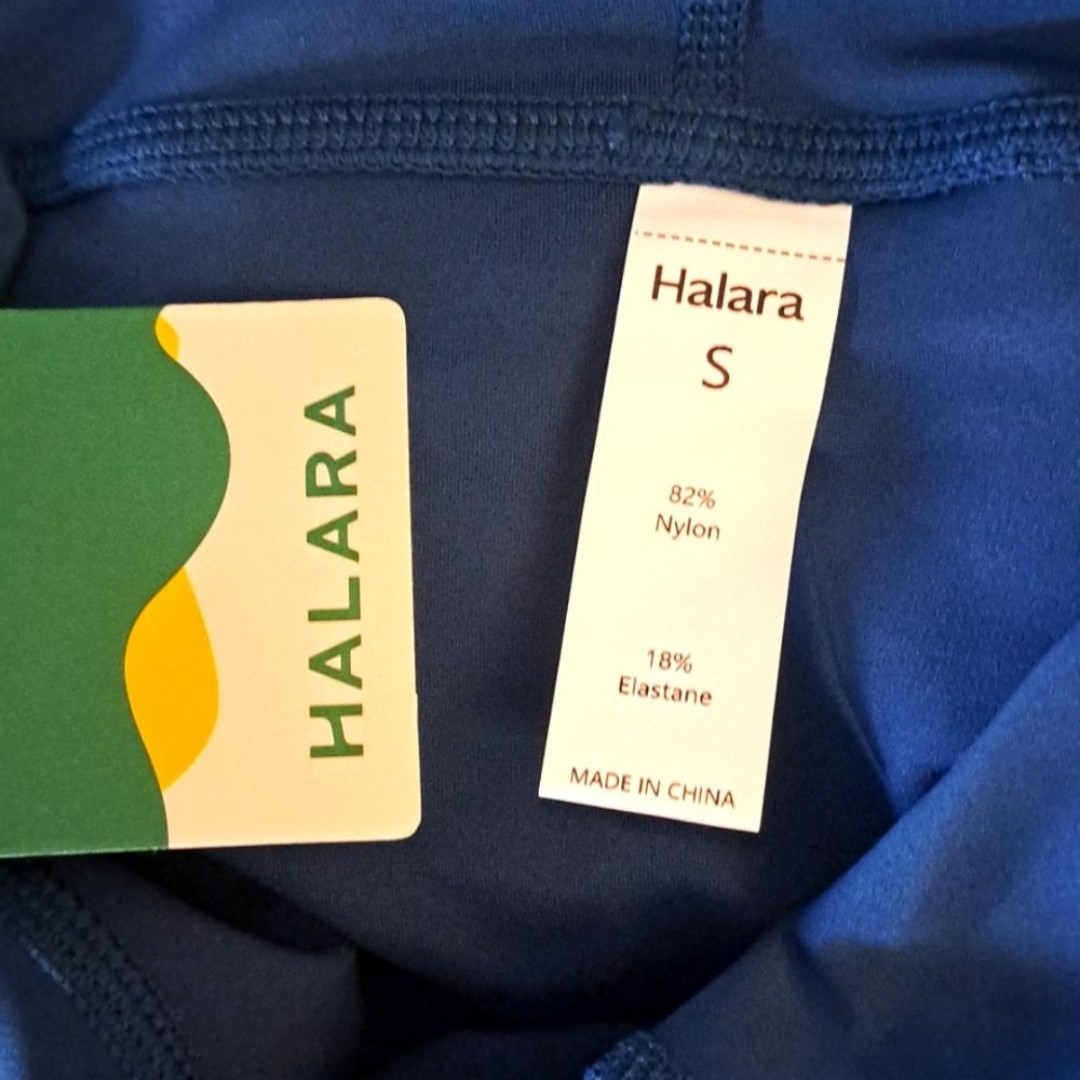 HALARA
Halara
S
82%
Nylon
18%
Elastane
MADE IN CHINA